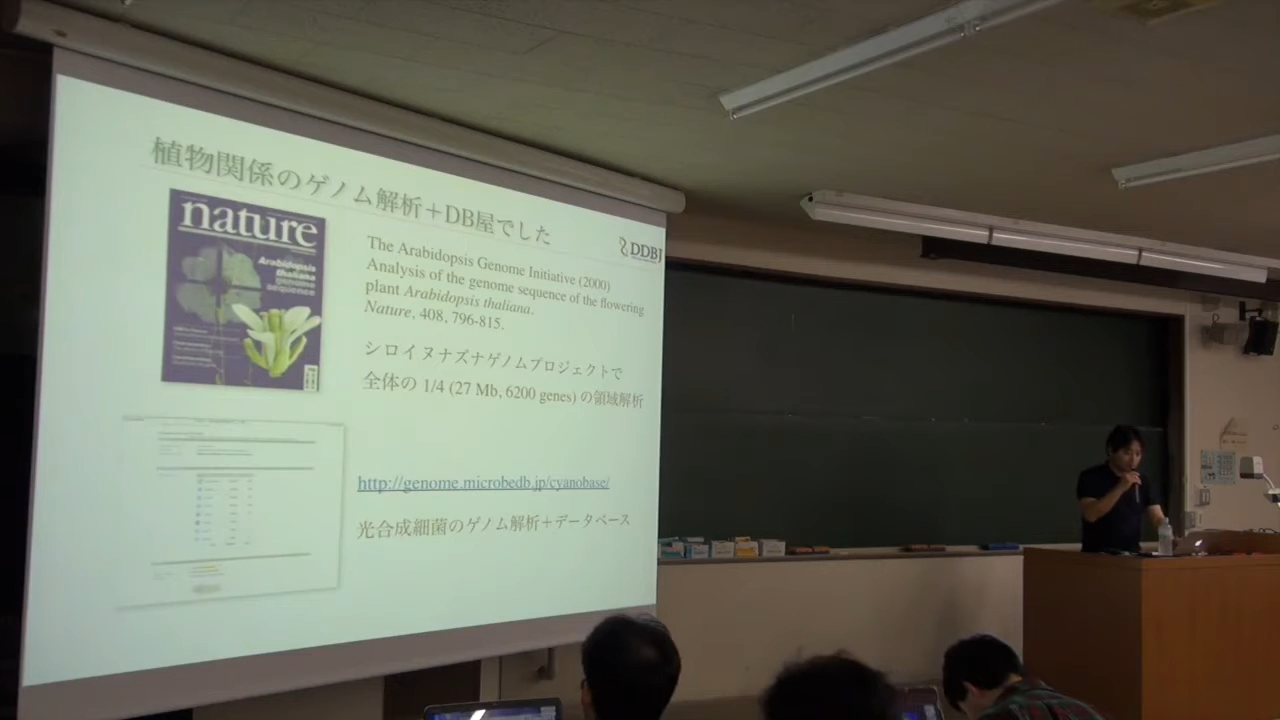 植物関係のゲノム解析＋DB屋でした
DDBJ
nature
Arabidopsis
thaliana
genome
sequence
The Arabidopsis Genome Initiative (2000)
Analysis of the genome sequence of the flowering
plant Arabidopsis thaliana.
Nature, 408, 796-815.
シロイヌナズナゲノムプロジェクトで
全体の 1/4 (27 Mb, 6200 genes) の領域解析
http://genome.microbedb.jp/cyanobase/
光合成細菌のゲノム解析＋データベース